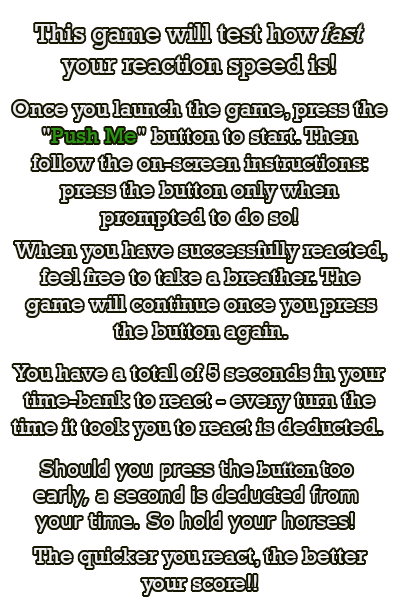 This game will test how fast
your reaction speed is!
Once you launch the game, press the
"Push Me" button to start. Then
follow the on-screen instructions:
press the button only when
prompted to do so!
When you have successfully reacted,
feel free to take a breather. The
game will continue once you press
the button again.
You have a total of 5 seconds in your
time-bank to react - every turn the
time it took you to react is deducted.
Should you press the button too
early, a second is deducted from
your time. So hold your horses!
The quicker you react, the better
your score!!